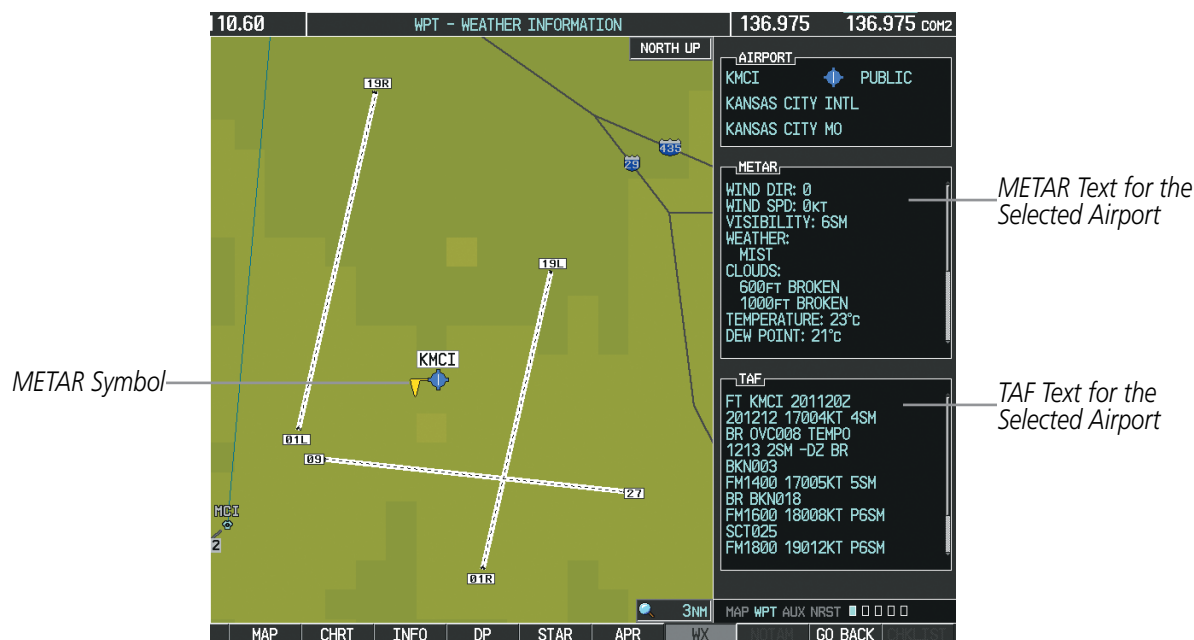 110.60
WPT – WEATHER INFORMATION
136.975
136.975 COM2
NORTH UP
19R
435
29
19L
KMCI
01L
09
27
MCI
2
01R
3NM
AIRPORT
KMCI PUBLIC
KANSAS CITY INTL
KANSAS CITY MO
METAR
WIND DIR: 0
WIND SPD: 0KT
VISIBILITY: 6SM
WEATHER:
MIST
CLOUDS:
600FT BROKEN
1000FT BROKEN
TEMPERATURE: 23°C
DEW POINT: 21°C
TAF
FT KMCI 201120Z
201212 17004KT 4SM
BR OVC008 TEMPO
1213 2SM -DZ BR
BKN003
FM1400 17005KT 5SM
BR BKN018
FM1600 18008KT P6SM
SCT025
FM1800 19012KT P6SM
MAP WPT AUX NRST
MAP CHRT INFO DP STAR APR WX NOTAM GO BACK CHKLIST
METAR Symbol
METAR Text for the
Selected Airport
TAF Text for the
Selected Airport